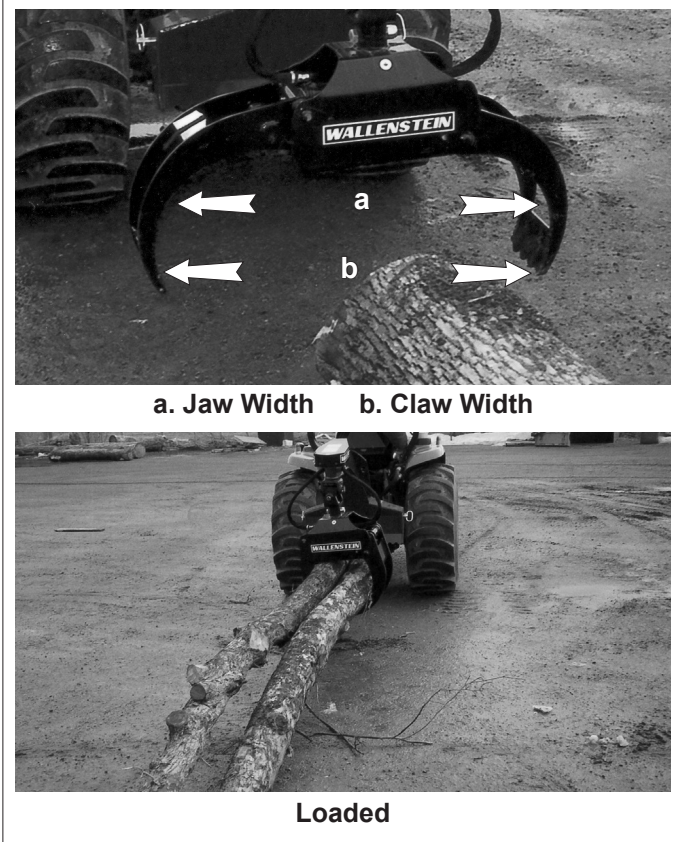 WALLENSTEIN
a
b
a. Jaw Width b. Claw Width
WALLENSTEIN
Loaded